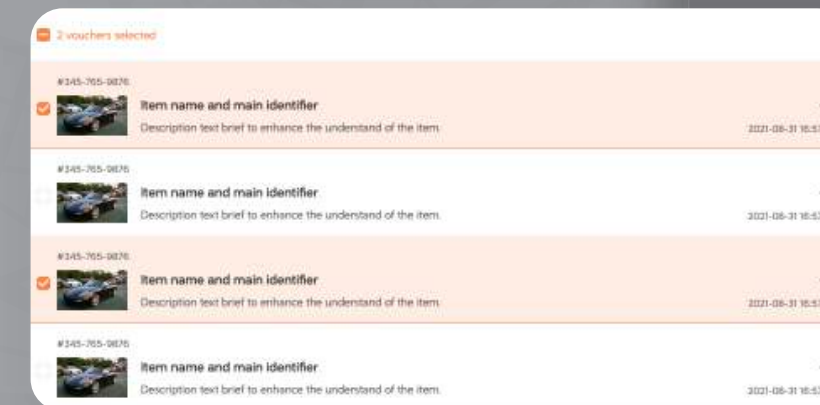 2 vouchers selected
#345-765-9876
Item name and main identifier
Description text brief to enhance the understand of the item.
2021-08-31 16:57
#345-765-9876
Item name and main identifier
Description text brief to enhance the understand of the item.
2021-08-31 16:57
#345-765-9876
Item name and main identifier
Description text brief to enhance the understand of the item.
2021-08-31 16:57
#345-765-9876
Item name and main identifier
Description text brief to enhance the understand of the item.
2021-08-31 16:57